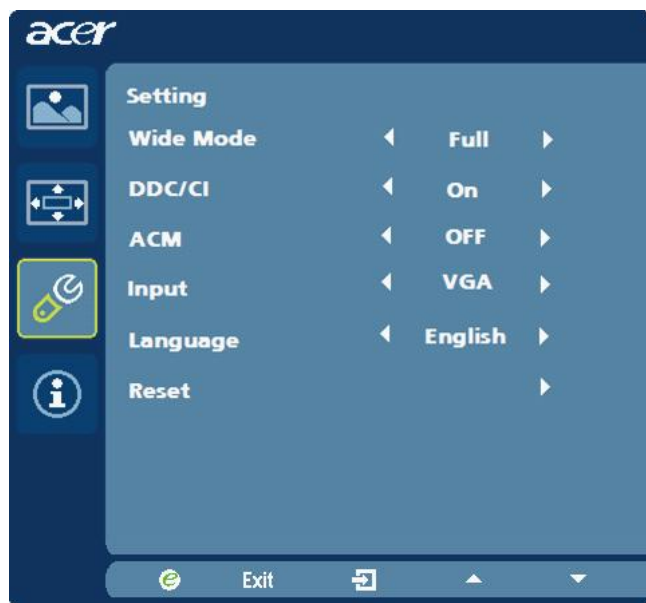 acer
Setting
Wide Mode Full
DDC/CI On
ACM OFF
Input VGA
Language English
Reset
e Exit